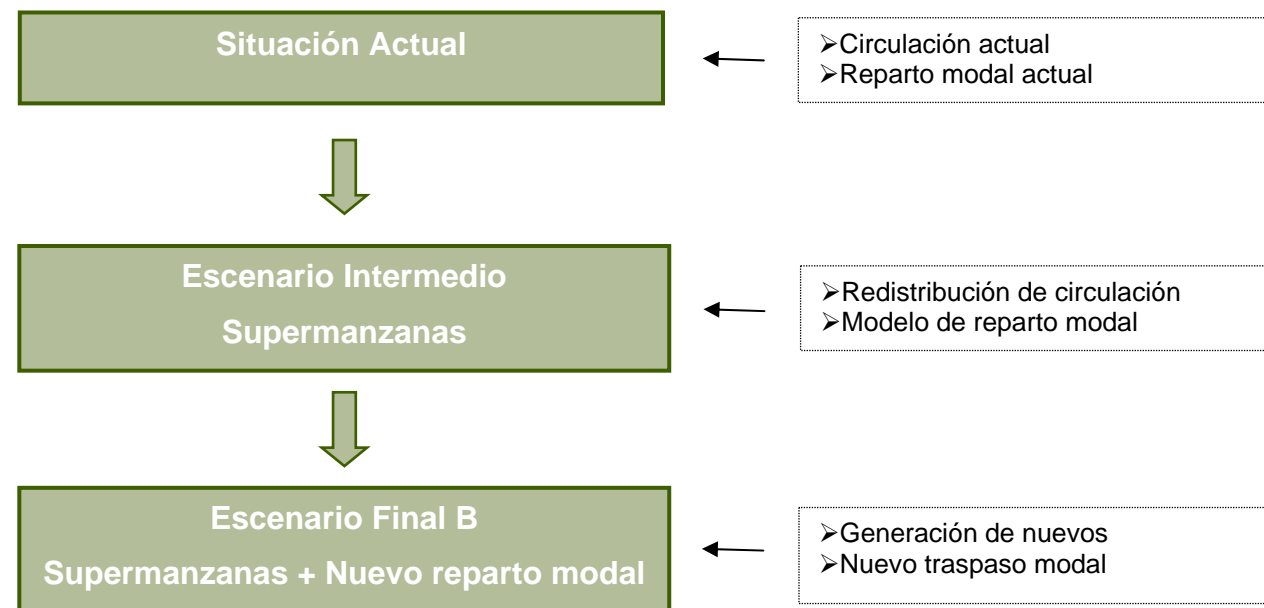 Situación Actual
➢Circulación actual
➢Reparto modal actual
Escenario Intermedio
Supermanzanas
➢Redistribución de circulación
➢Modelo de reparto modal
Escenario Final B
Supermanzanas + Nuevo reparto modal
➢Generación de nuevos
➢Nuevo traspaso modal